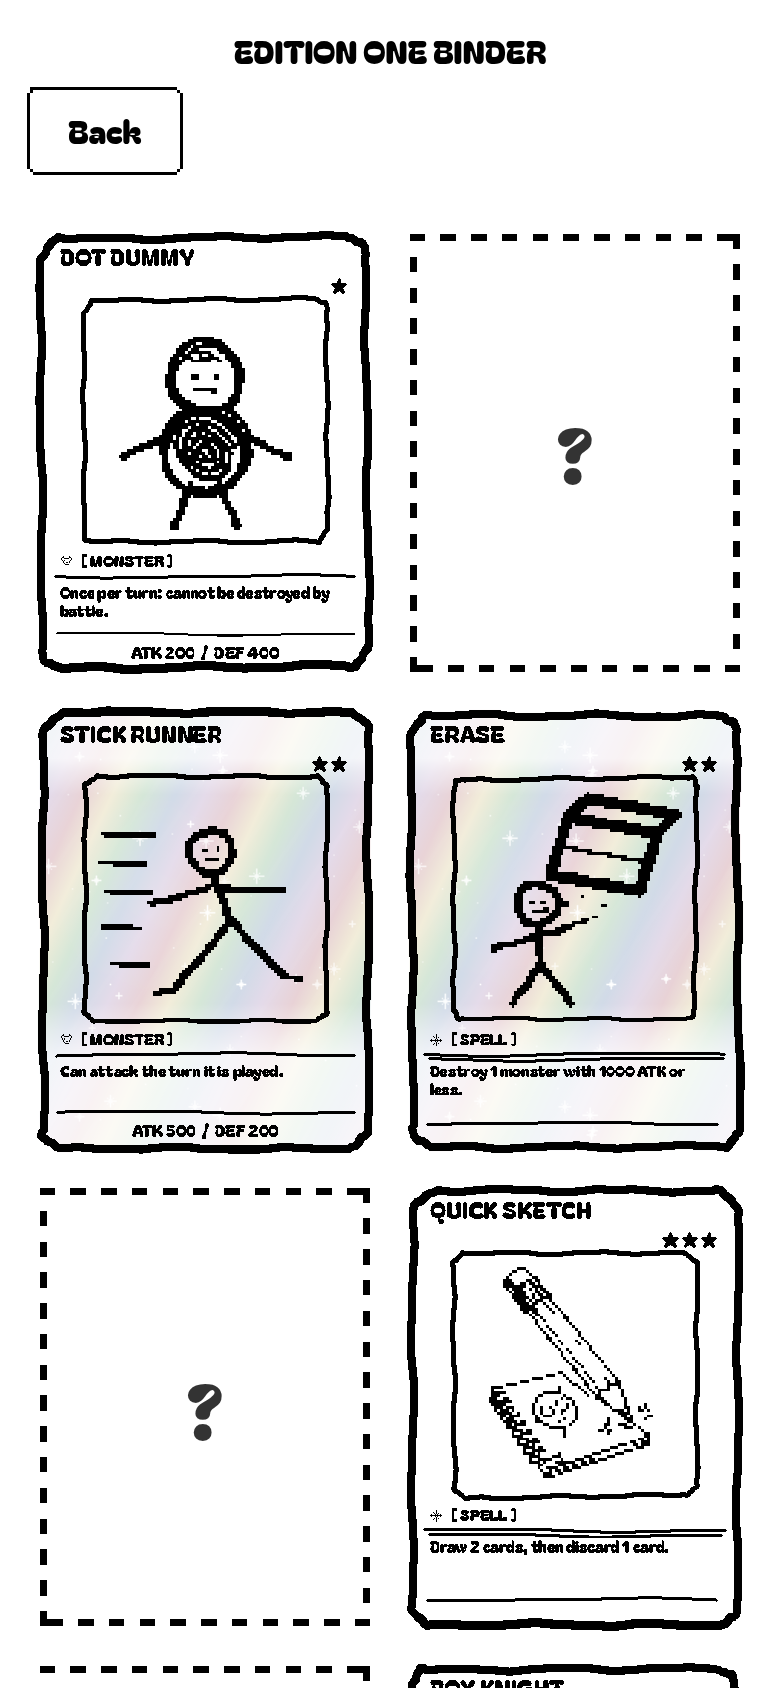 EDITION ONE BINDER
Back
DOT DUMMY
★
[MONSTER]
Once per turn: cannot be destroyed by
battle.
ATK 200 / DEF 400
?
STICK RUNNER
★★
[MONSTER]
Can attack the turn it is played.
ATK 500 / DEF 200
ERASE
★★
[SPELL]
Destroy 1 monster with 1000 ATK or
less.
?
QUICK SKETCH
★★★
[SPELL]
Draw 2 cards, then discard 1 card.
BOX KNIGHT